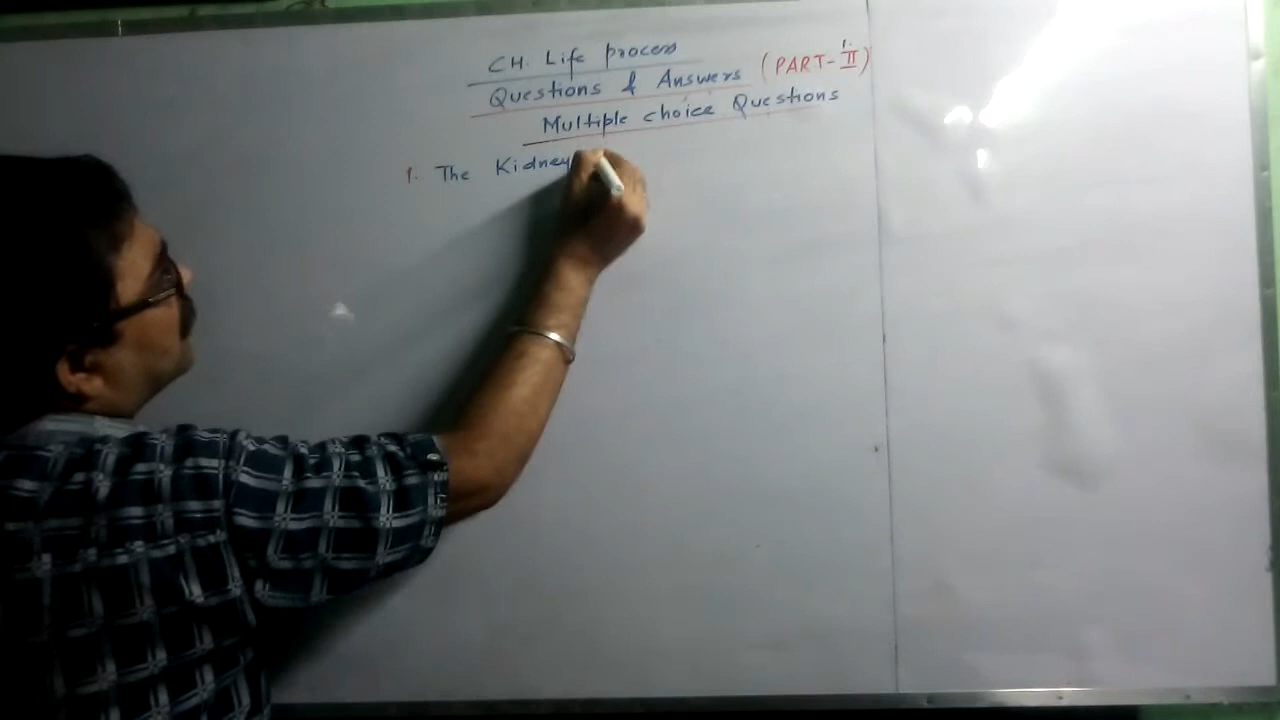 CH. Life process
Questions & Answers (PART-II)
Multiple choice Questions
1. The Kidney